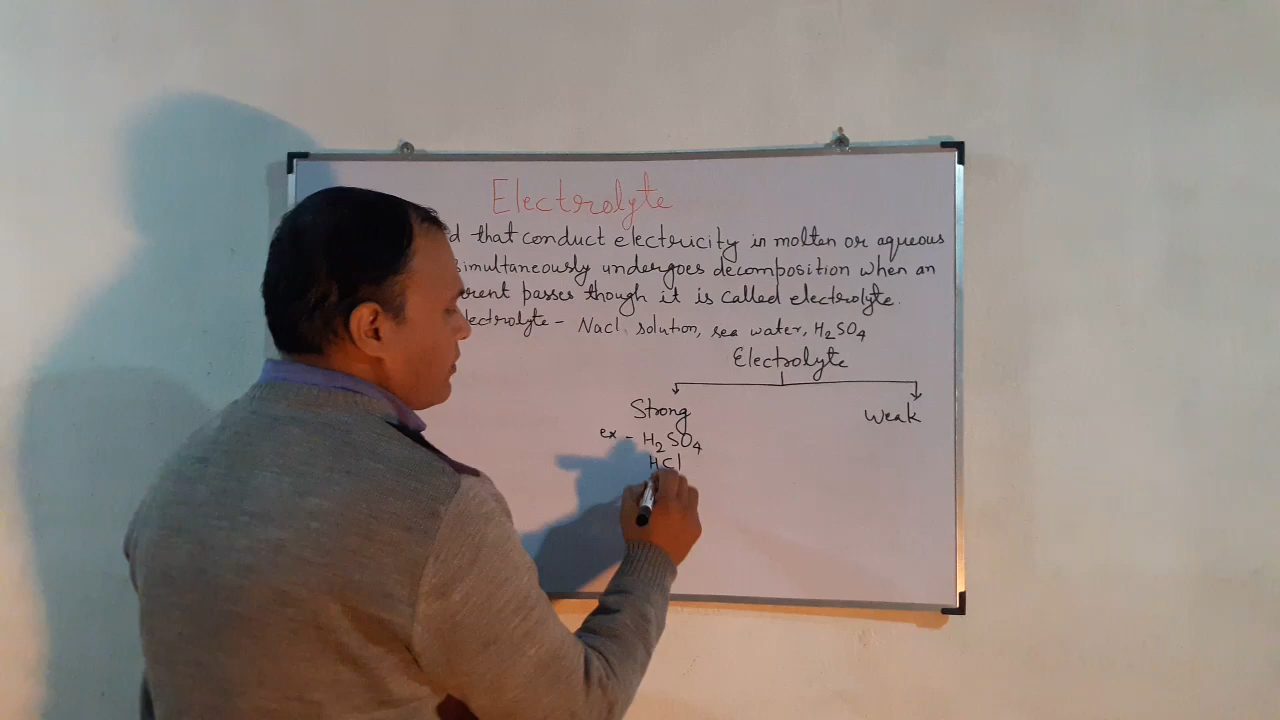 Electrolyte
d that conduct electricity in molten or aqueous
simultaneously undergoes decomposition when an
rent passes though it is called electrolyte.
lectrolyte - Nacl solution, sea water, H₂SO₄
Electrolyte
Strong Weak
ex - H₂SO₄
HCl